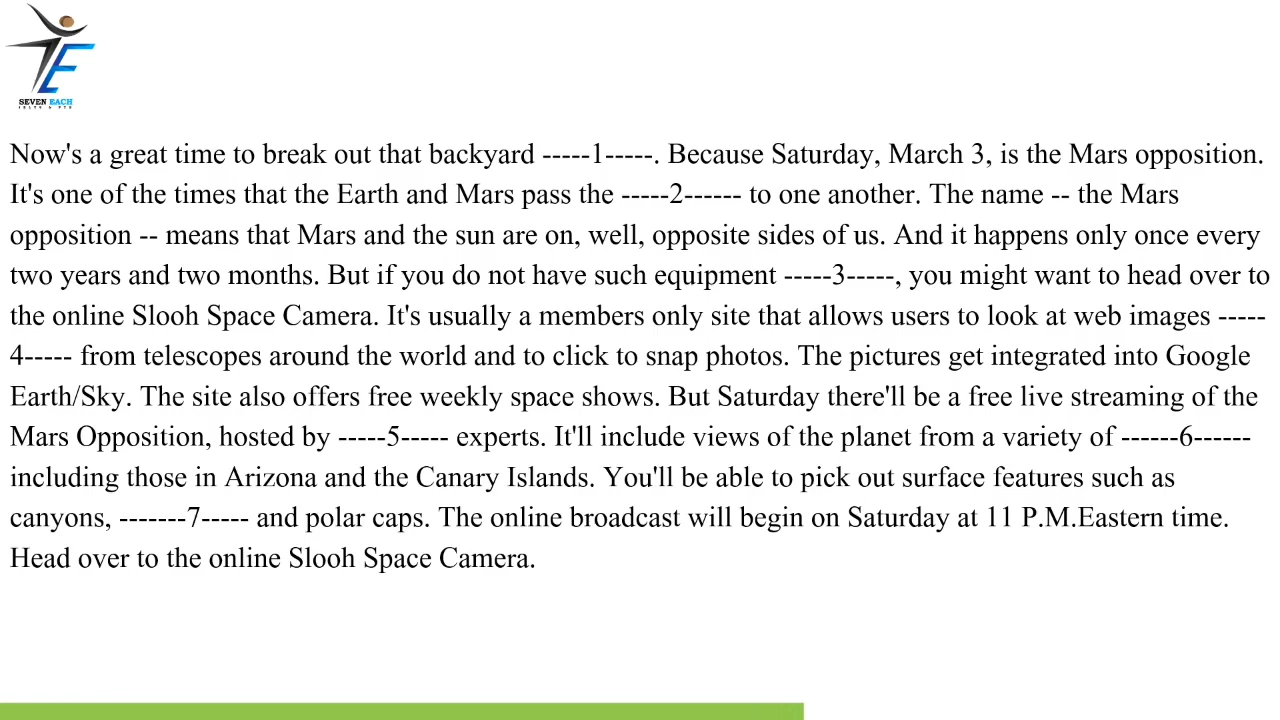 SEVEN EACH
IELTS & PTE
Now's a great time to break out that backyard -----1-----. Because Saturday, March 3, is the Mars opposition.
It's one of the times that the Earth and Mars pass the -----2------ to one another. The name -- the Mars
opposition -- means that Mars and the sun are on, well, opposite sides of us. And it happens only once every
two years and two months. But if you do not have such equipment -----3-----, you might want to head over to
the online Slooh Space Camera. It's usually a members only site that allows users to look at web images -----
4----- from telescopes around the world and to click to snap photos. The pictures get integrated into Google
Earth/Sky. The site also offers free weekly space shows. But Saturday there'll be a free live streaming of the
Mars Opposition, hosted by -----5----- experts. It'll include views of the planet from a variety of ------6------
including those in Arizona and the Canary Islands. You'll be able to pick out surface features such as
canyons, -------7----- and polar caps. The online broadcast will begin on Saturday at 11 P.M.Eastern time.
Head over to the online Slooh Space Camera.